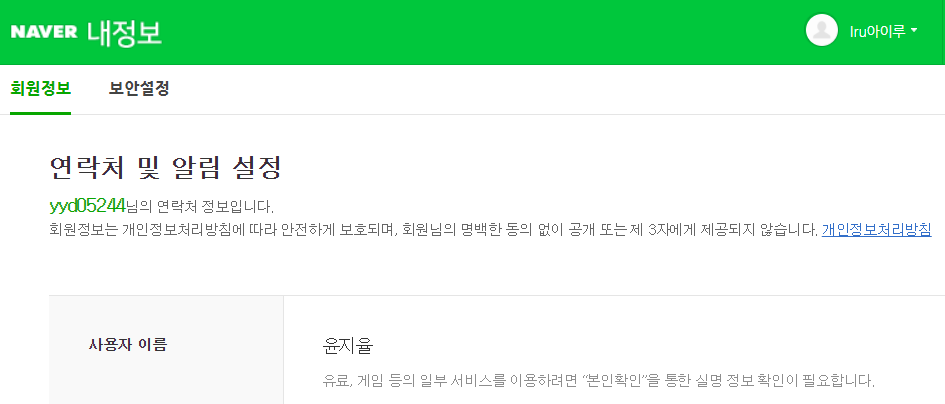 NAVER 내정보
Iru아이루
회원정보 보안설정
연락처 및 알림 설정
yyd05244님의 연락처 정보입니다.
회원정보는 개인정보처리방침에 따라 안전하게 보호되며, 회원님의 명백한 동의 없이 공개 또는 제 3자에게 제공되지 않습니다. 개인정보처리방침
사용자 이름
윤지율
유료, 게임 등의 일부 서비스를 이용하려면 “본인확인”을 통한 실명 정보 확인이 필요합니다.